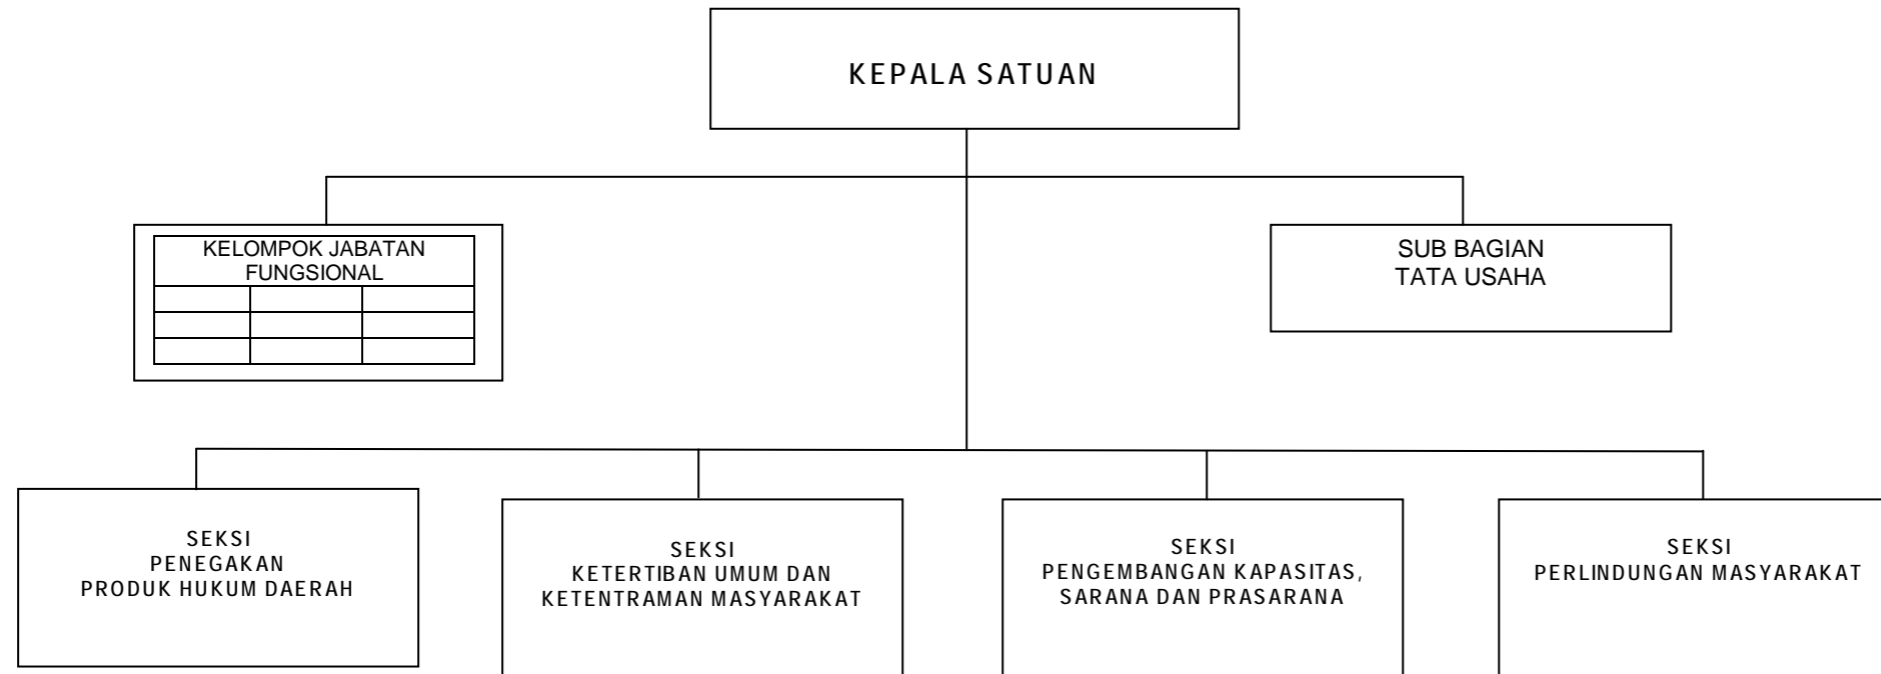 KEPALA SATUAN
KELOMPOK JABATAN
FUNGSIONAL
SUB BAGIAN
TATA USAHA
SEKSI
PENEGAKAN
PRODUK HUKUM DAERAH
SEKSI
KETERTIBAN UMUM DAN
KETENTRAMAN MASYARAKAT
SEKSI
PENGEMBANGAN KAPASITAS,
SARANA DAN PRASARANA
SEKSI
PERLINDUNGAN MASYARAKAT